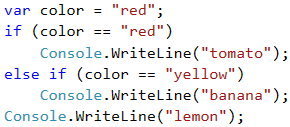 var color = "red";
if (color == "red")
    Console.WriteLine("tomato");
else if (color == "yellow")
    Console.WriteLine("banana");
Console.WriteLine("lemon");